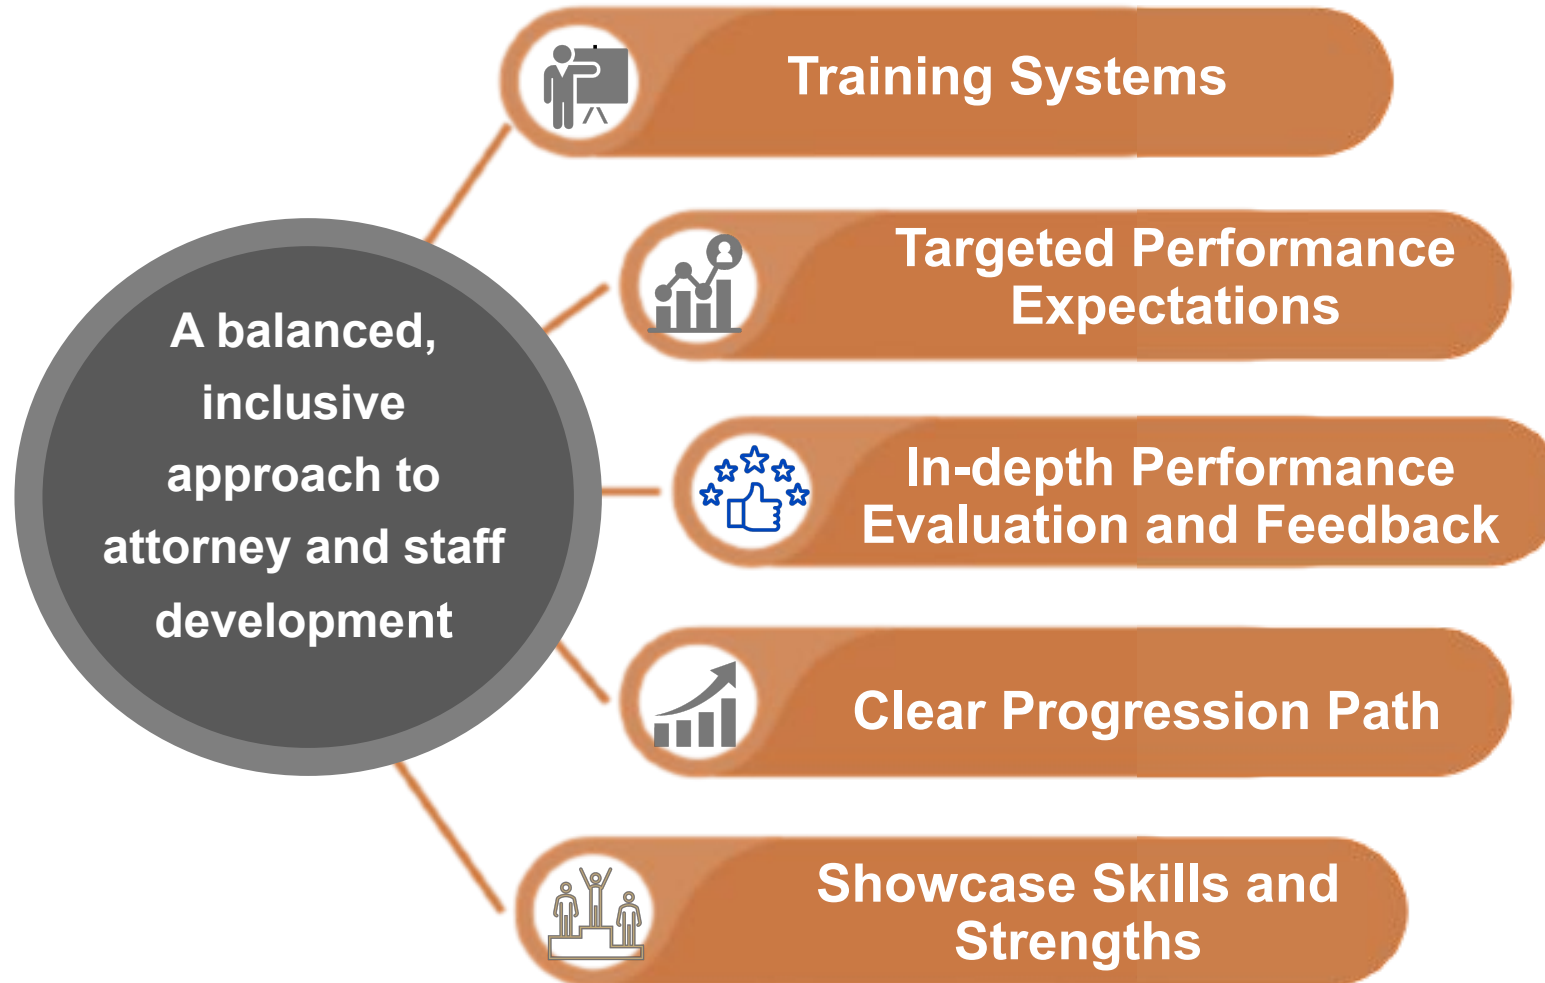 A balanced,
inclusive
approach to
attorney and staff
development
Training Systems
Targeted Performance
Expectations
In-depth Performance
Evaluation and Feedback
Clear Progression Path
Showcase Skills and
Strengths